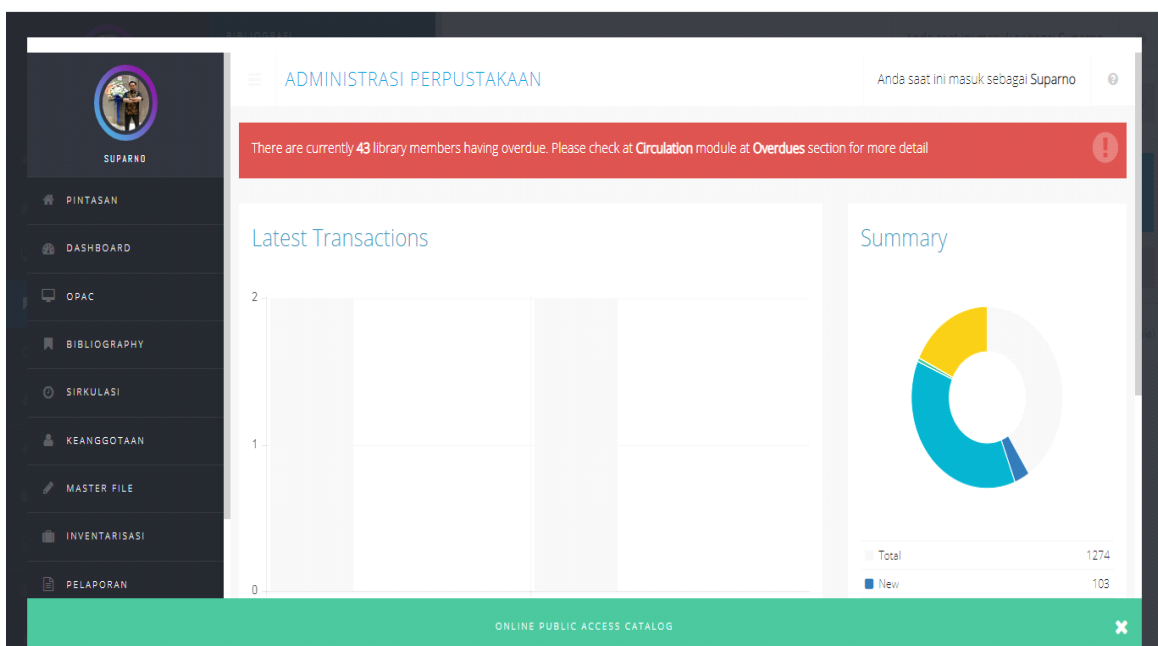 SUPARNO
PINTASAN
DASHBOARD
OPAC
BIBLIOGRAPHY
SIRKULASI
KEANGGOTAAN
MASTER FILE
INVENTARISASI
PELAPORAN
ADMINISTRASI PERPUSTAKAAN
Anda saat ini masuk sebagai Suparno
There are currently 43 library members having overdue. Please check at Circulation module at Overdues section for more detail
Latest Transactions
2
1
0
Summary
Total 1274
New 103
ONLINE PUBLIC ACCESS CATALOG